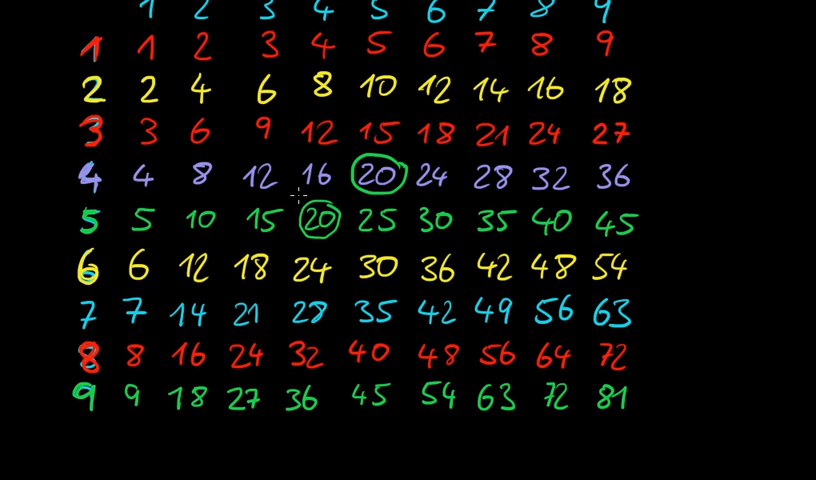 1 2 3 4 5 6 7 8 9
1 1 2 3 4 5 6 7 8 9
2 2 4 6 8 10 12 14 16 18
3 3 6 9 12 15 18 21 24 27
4 4 8 12 16 20 24 28 32 36
5 5 10 15 20 25 30 35 40 45
6 6 12 18 24 30 36 42 48 54
7 7 14 21 28 35 42 49 56 63
8 8 16 24 32 40 48 56 64 72
9 9 18 27 36 45 54 63 72 81